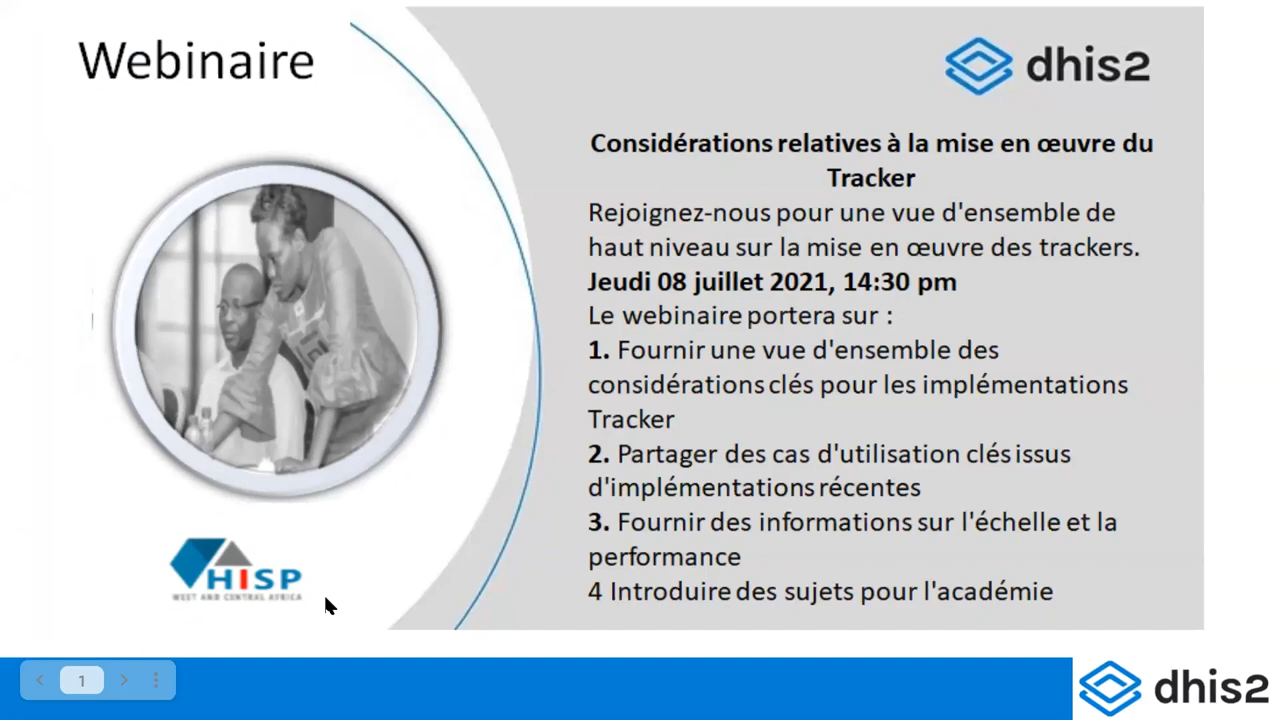 Webinaire
dhis2
Considérations relatives à la mise en œuvre du
Tracker
Rejoignez-nous pour une vue d'ensemble de
haut niveau sur la mise en œuvre des trackers.
Jeudi 08 juillet 2021, 14:30 pm
Le webinaire portera sur :
1. Fournir une vue d'ensemble des
considérations clés pour les implémentations
Tracker
2. Partager des cas d'utilisation clés issus
d'implémentations récentes
3. Fournir des informations sur l'échelle et la
performance
4 Introduire des sujets pour l'académie
HISP
WEST AND CENTRAL AFRICA
1
dhis2